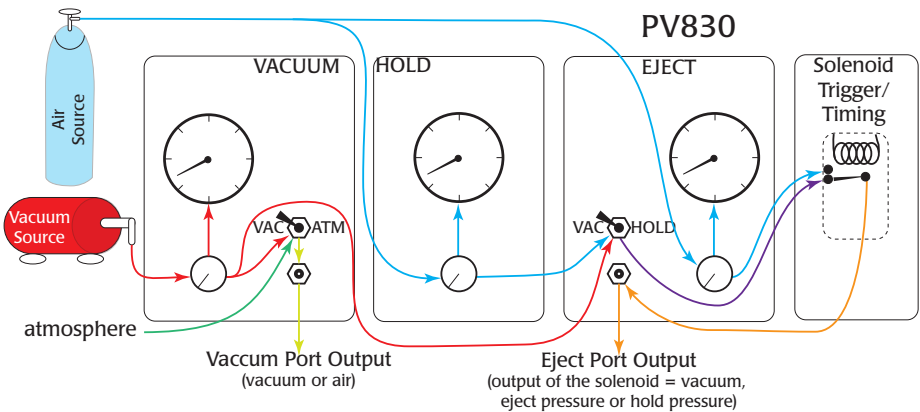 PV830
VACUUM
HOLD
EJECT
Solenoid
Trigger/
Timing
Air
Source
Vacuum
Source
VAC
ATM
VAC
HOLD
atmosphere
Vaccum Port Output
(vacuum or air)
Eject Port Output
(output of the solenoid = vacuum,
eject pressure or hold pressure)